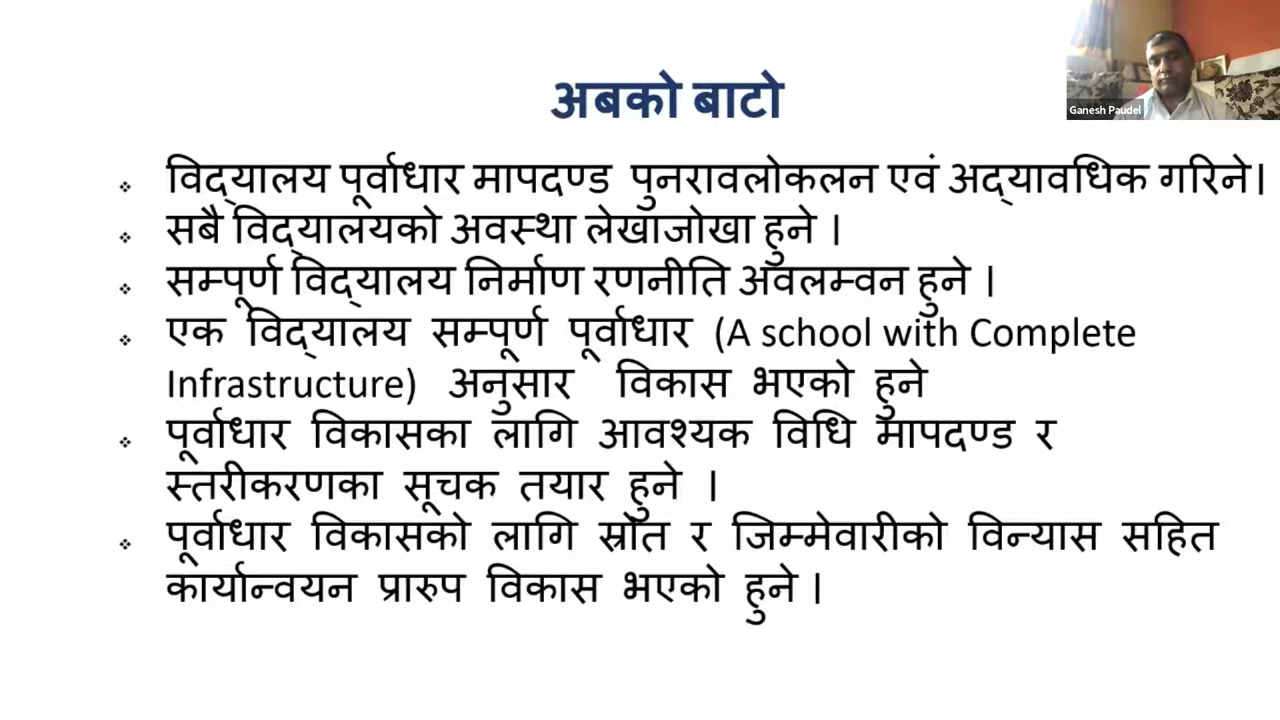 अबको बाटो
Ganesh Paudel
❖ विद्यालय पूर्वाधार मापदण्ड पुनरावलोकलन एवं अद्यावधिक गरिने।
❖ सबै विद्यालयको अवस्था लेखाजोखा हुने ।
❖ सम्पूर्ण विद्यालय निर्माण रणनीति अवलम्वन हुने ।
❖ एक विद्यालय सम्पूर्ण पूर्वाधार (A school with Complete
Infrastructure) अनुसार विकास भएको हुने
❖ पूर्वाधार विकासका लागि आवश्यक विधि मापदण्ड र
स्तरीकरणका सूचक तयार हुने ।
❖ पूर्वाधार विकासको लागि स्रोत र जिम्मेवारीको विन्यास सहित
कार्यान्वयन प्रारुप विकास भएको हुने ।